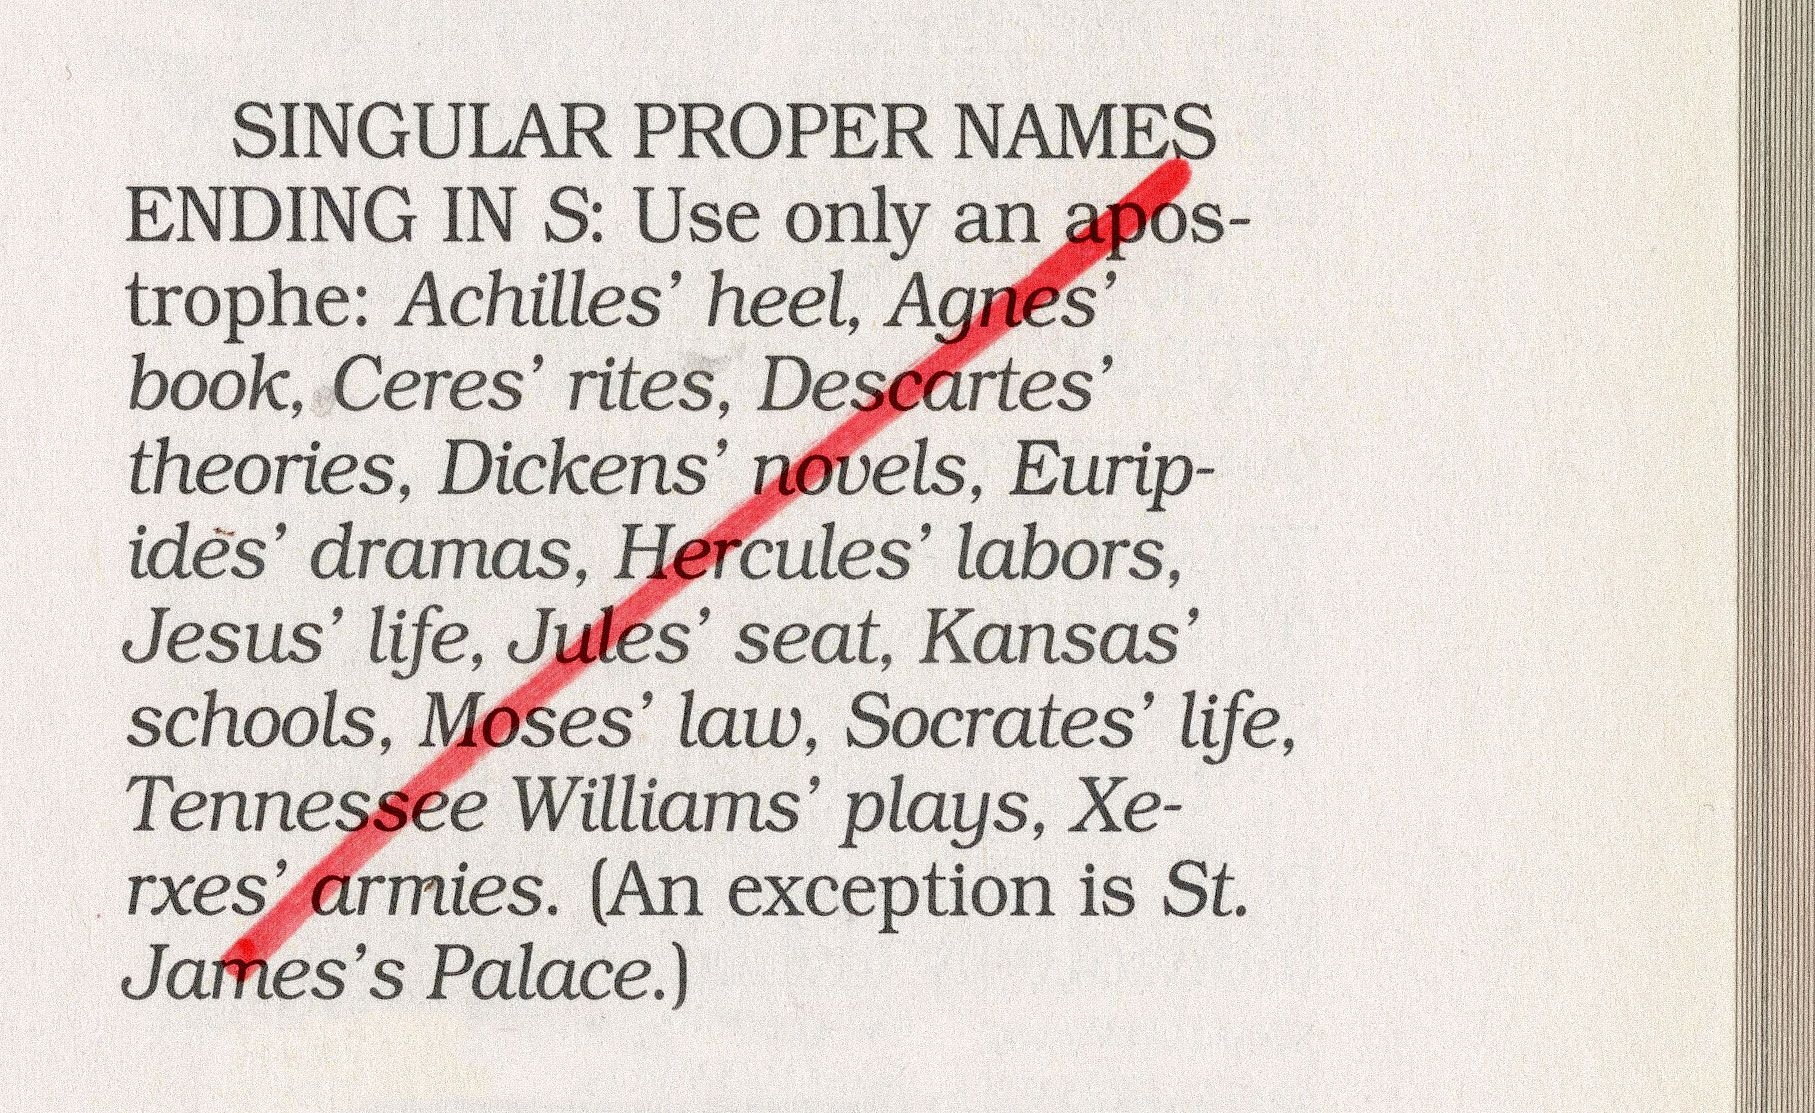 SINGULAR PROPER NAMES
ENDING IN S: Use only an apos-
trophe: Achilles’ heel, Agnes’
book, Ceres’ rites, Descartes’
theories, Dickens’ novels, Eurip-
ides’ dramas, Hercules’ labors,
Jesus’ life, Jules’ seat, Kansas’
schools, Moses’ law, Socrates’ life,
Tennessee Williams’ plays, Xe-
rxes’ armies. (An exception is St.
James’s Palace.)